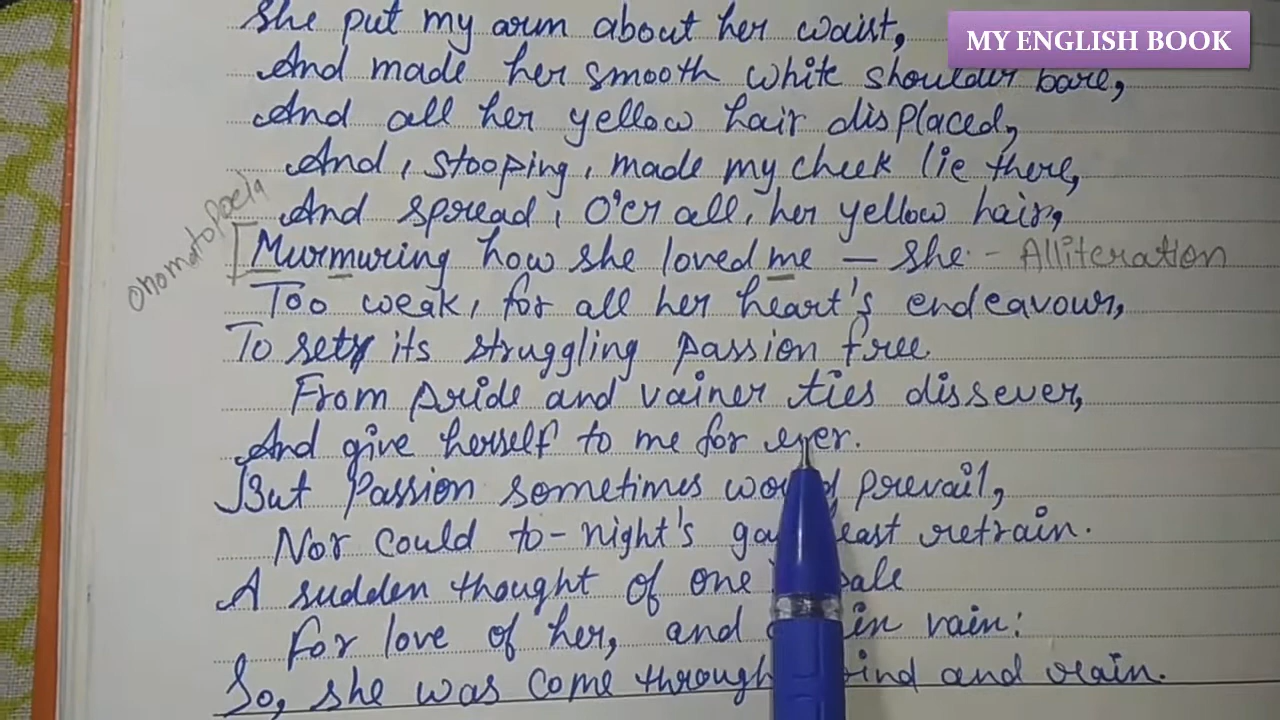 she put my arm about her waist,
MY ENGLISH BOOK
And made her smooth white shoulder bare,
And all her yellow hair displaced,
And, stooping, made my cheek lie there,
And spread, O'er all, her yellow hair,
Onomatopoeia
Murmuring how she loved me — she - Alliteration
Too weak, for all her heart's endeavour,
To set its struggling passion free
From pride and vainer ties dissever,
And give herself to me for ever.
But Passion sometimes would prevail,
Nor could to-night's gay feast retrain.
A sudden thought of one pale
For love of her, and in vain:
So, she was come through wind and rain.